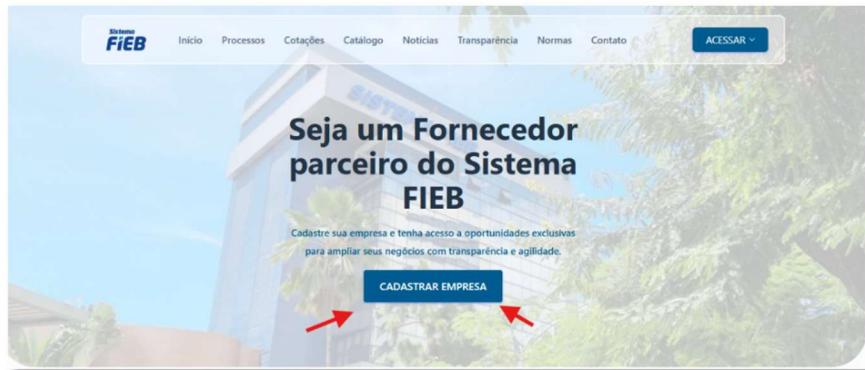 Sistema
FIEB
Início Processos Cotações Catálogo Notícias Transparência Normas Contato ACESSAR
SISTE
Seja um Fornecedor
parceiro do Sistema
FIEB
Cadastre sua empresa e tenha acesso a oportunidades exclusivas
para ampliar seus negócios com transparência e agilidade.
CADASTRAR EMPRESA